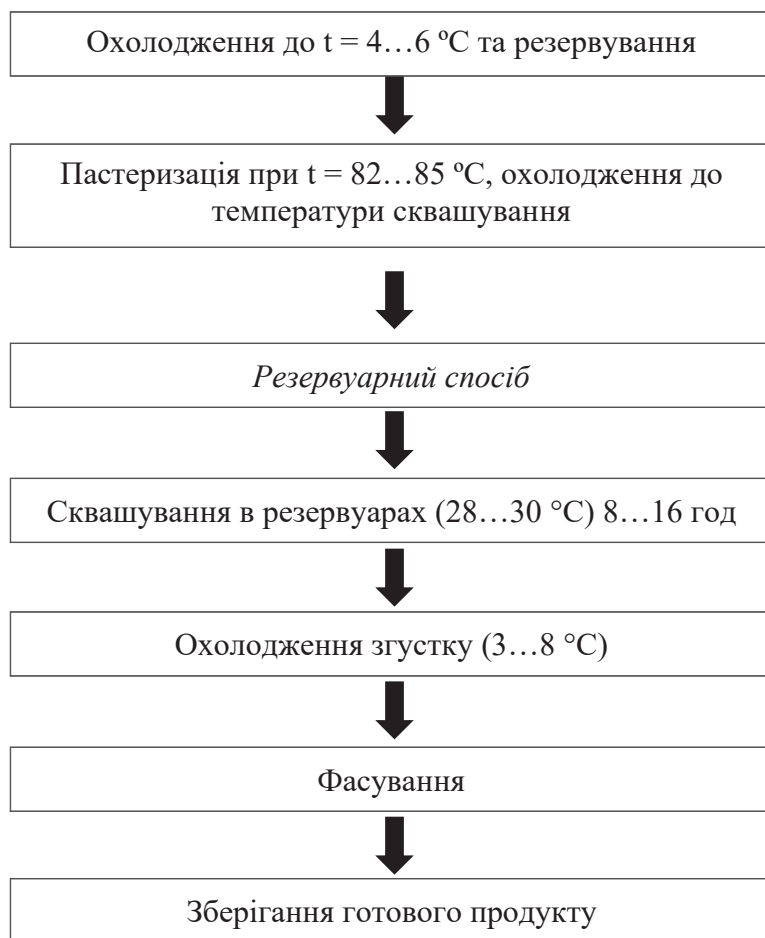 Охолодження до t = 4…6 ºС та резервування
Пастеризація при t = 82…85 ºС, охолодження до
температури сквашування
Резервуарний спосіб
Сквашування в резервуарах (28…30 °С) 8…16 год
Охолодження згустку (3…8 °С)
Фасування
Зберігання готового продукту